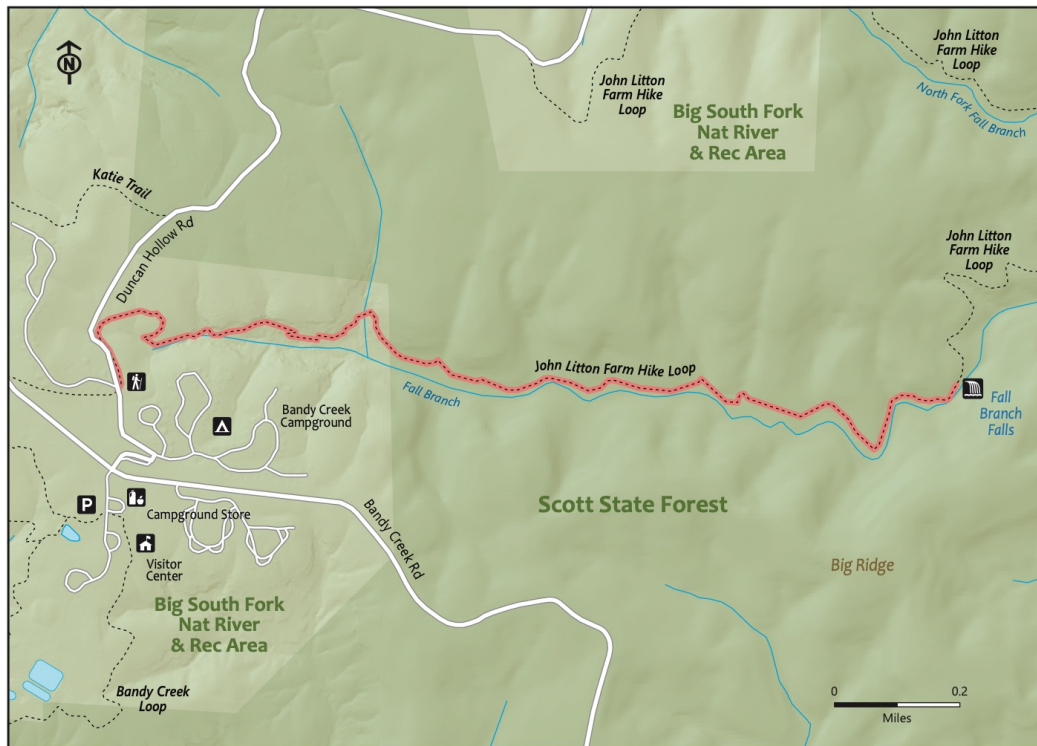 N
John Litton
Farm Hike
Loop
John Litton
Farm Hike
Loop
Big South Fork
Nat River
& Rec Area
North Fork Fall Branch
Katie Trail
Duncan Hollow Rd
John Litton
Farm Hike
Loop
John Litton Farm Hike Loop
Fall Branch
Fall
Branch
Falls
Bandy Creek
Campground
P
Campground Store
Visitor
Center
Bandy Creek Rd
Scott State Forest
Big Ridge
Big South Fork
Nat River
& Rec Area
Bandy Creek
Loop
0 0.2
Miles